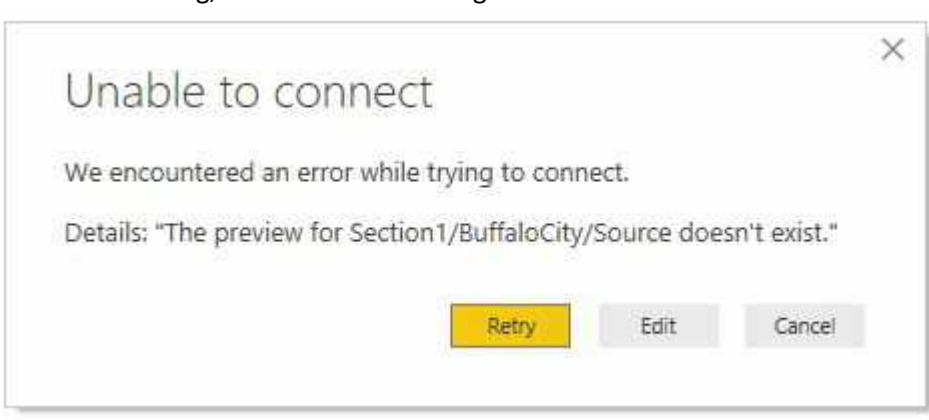 Unable to connect
We encountered an error while trying to connect.
Details: "The preview for Section1/BuffaloCity/Source doesn't exist."
Retry Edit Cancel